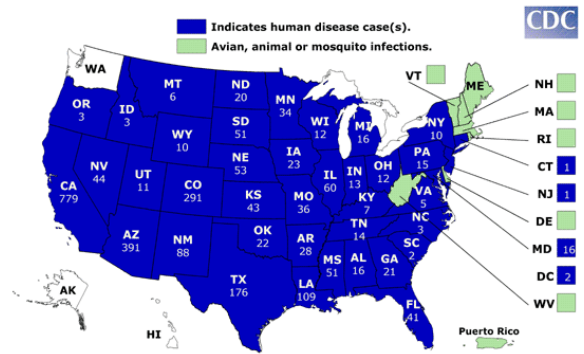 Indicates human disease case(s).
Avian, animal or mosquito infections.
CDC
WA
MT
6
ND
20
MN
34
VT
ME
NH
OR
3
ID
3
SD
51
WI
12
MI
16
NY
10
MA
WY
10
RI
NE
53
IA
23
PA
15
CT 1
NV
44
UT
11
CO
291
IL
60
IN
13
OH
12
NJ 1
CA
779
KS
43
MO
36
KY
7
VA
5
DE
NC
3
MD 16
AZ
391
NM
88
OK
22
AR
28
TN
14
SC
2
DC 2
TX
176
MS
51
AL
16
GA
21
WV
LA
109
AK
FL
41
HI
Puerto Rico